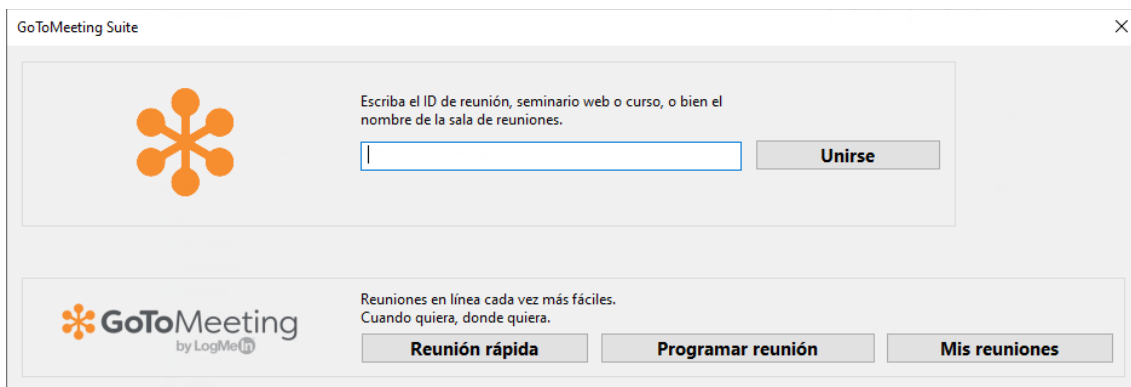 GoToMeeting Suite
Escriba el ID de reunión, seminario web o curso, o bien el
nombre de la sala de reuniones.
Unirse
GoToMeeting
by LogMeIn
Reuniones en línea cada vez más fáciles.
Cuando quiera, donde quiera.
Reunión rápida
Programar reunión
Mis reuniones